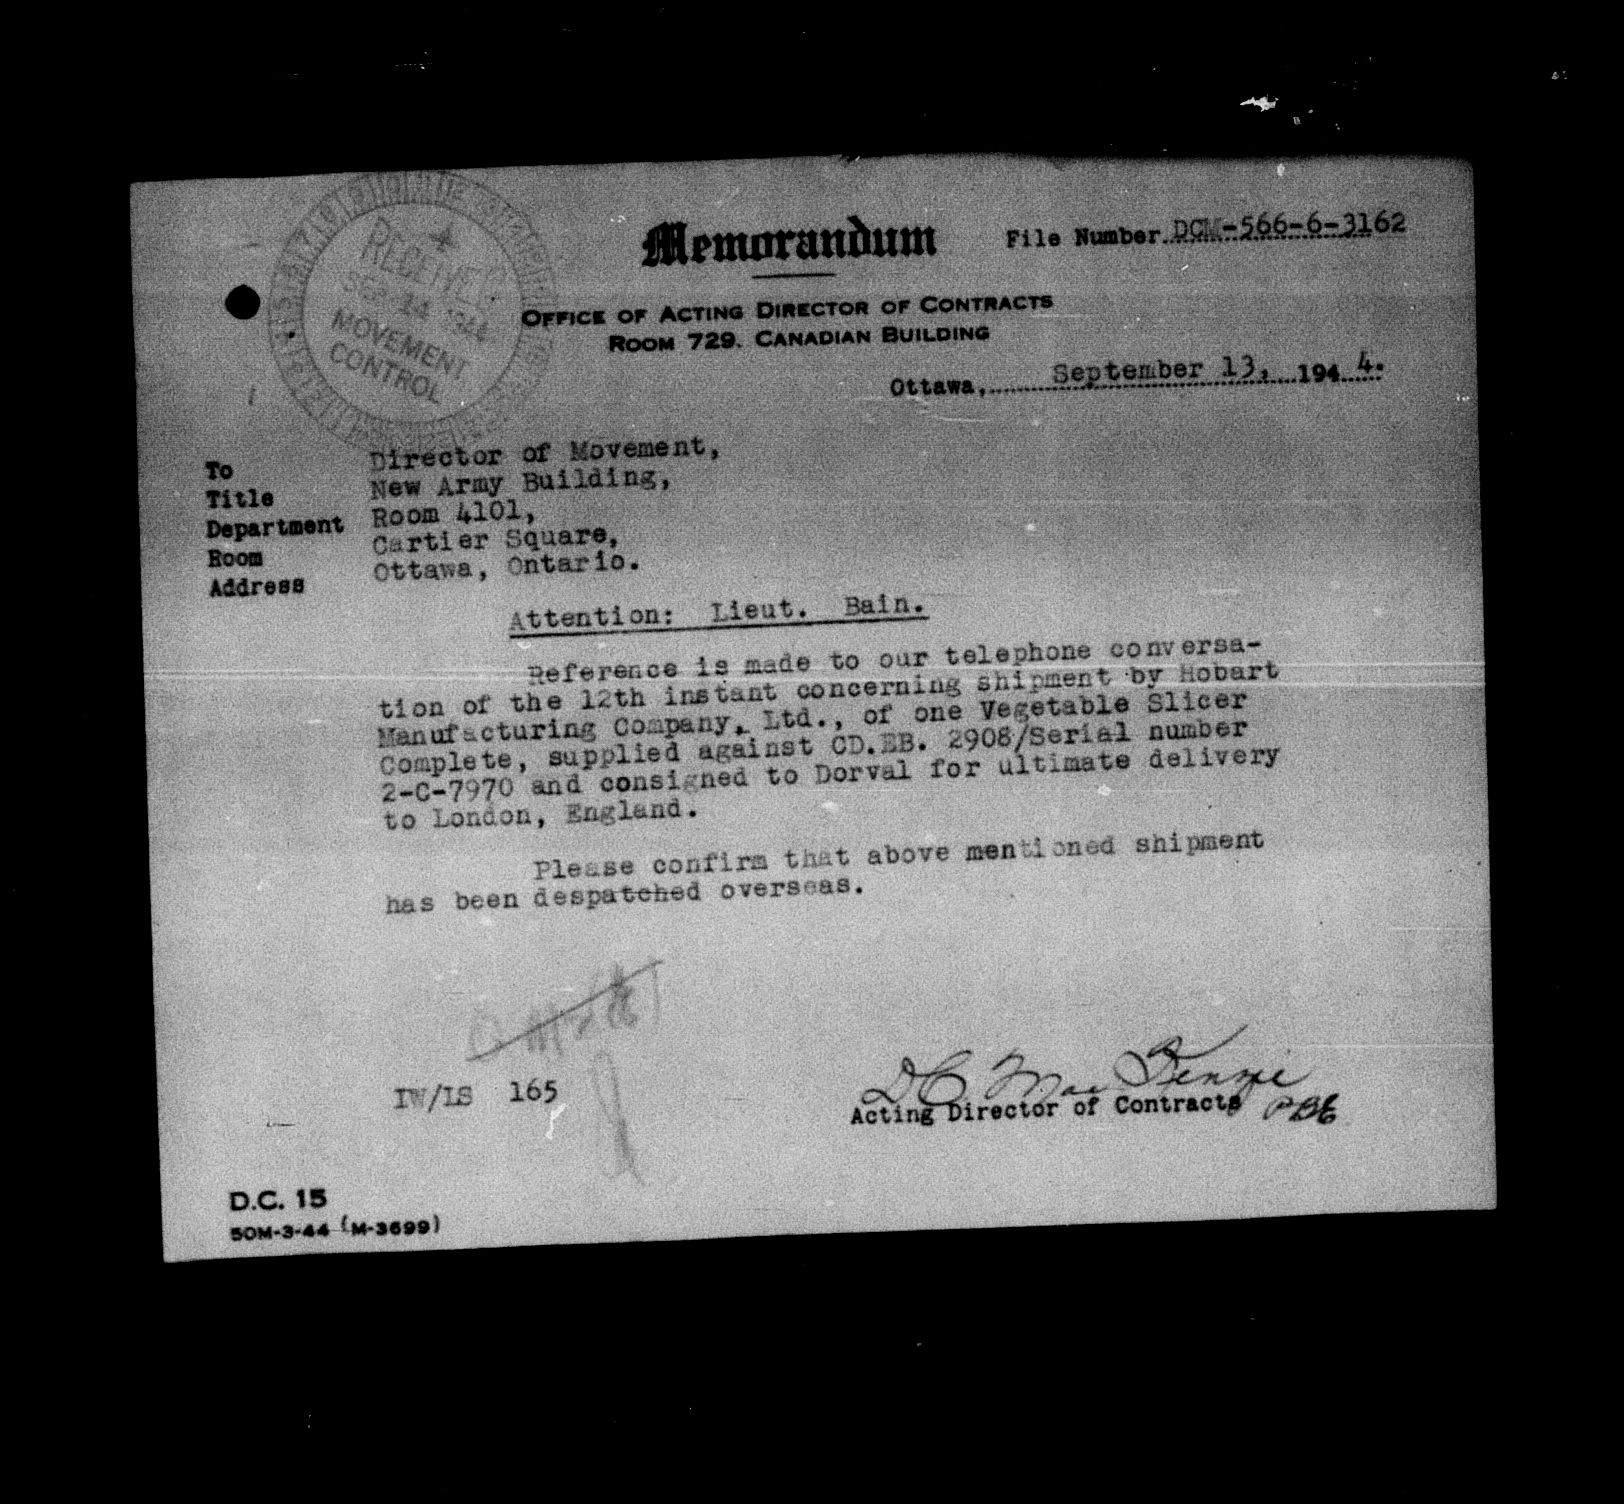 RECEIVED
SEP 14 1944
MOVEMENT
CONTROL
Memorandum
File Number DCM-566-6-3162
OFFICE OF ACTING DIRECTOR OF CONTRACTS
ROOM 729. CANADIAN BUILDING
Ottawa, September 13, 1944.
To Director of Movement,
Title New Army Building,
Department Room 4101,
Room Cartier Square,
Address Ottawa, Ontario.
Attention: Lieut. Bain.
Reference is made to our telephone conversa-
tion of the 12th instant concerning shipment by Hobart
Manufacturing Company, Ltd., of one Vegetable Slicer
Complete, supplied against CD.EB. 2908/Serial number
2-C-7970 and consigned to Dorval for ultimate delivery
to London, England.
Please confirm that above mentioned shipment
has been despatched overseas.
D C MacKenzie
IW/LS 165
Acting Director of Contracts
D.C. 15
50M-3-44 (M-3699)